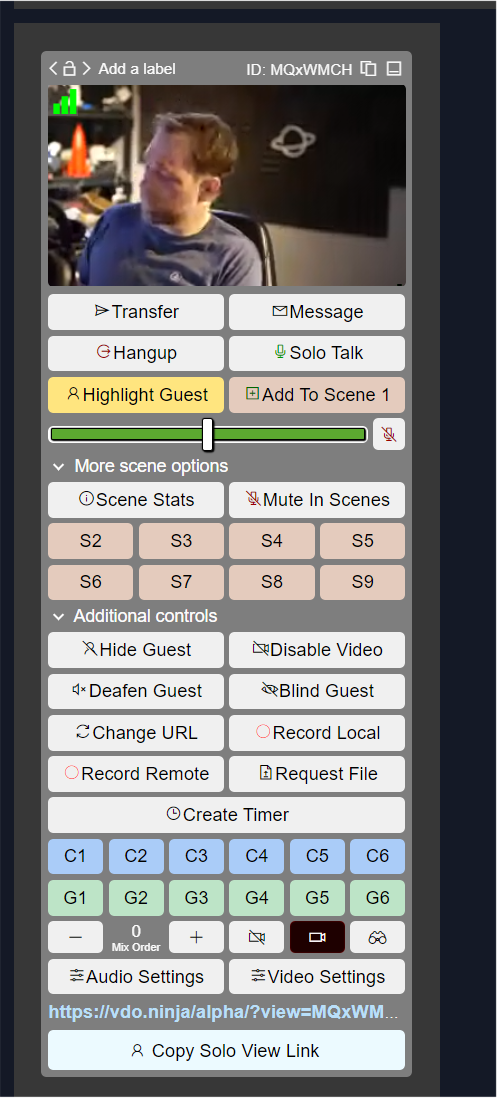 Add a label ID: MQxWMCH
Transfer Message
Hangup Solo Talk
Highlight Guest Add To Scene 1
More scene options
Scene Stats Mute In Scenes
S2 S3 S4 S5
S6 S7 S8 S9
Additional controls
Hide Guest Disable Video
Deafen Guest Blind Guest
Change URL Record Local
Record Remote Request File
Create Timer
C1 C2 C3 C4 C5 C6
G1 G2 G3 G4 G5 G6
0
Mix Order
Audio Settings Video Settings
https://vdo.ninja/alpha/?view=MQxWM...
Copy Solo View Link